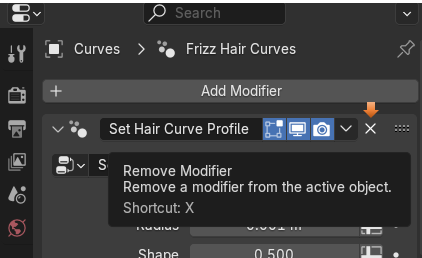 Search
Curves > Frizz Hair Curves
Add Modifier
Set Hair Curve Profile
Remove Modifier
Remove a modifier from the active object.
Shortcut: X
Shape 0.500